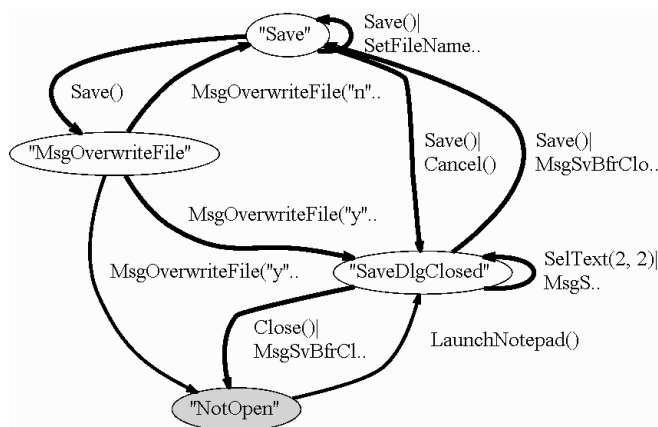 "Save"
Save()|
SetFileName..
Save()
MsgOverwriteFile("n"..
"MsgOverwriteFile"
Save()|
Cancel()
Save()|
MsgSvBfrClo..
MsgOverwriteFile("y"..
MsgOverwriteFile("y"..
"SaveDlgClosed"
SelText(2, 2)|
MsgS..
Close()|
MsgSvBfrCl..
LaunchNotepad()
"NotOpen"